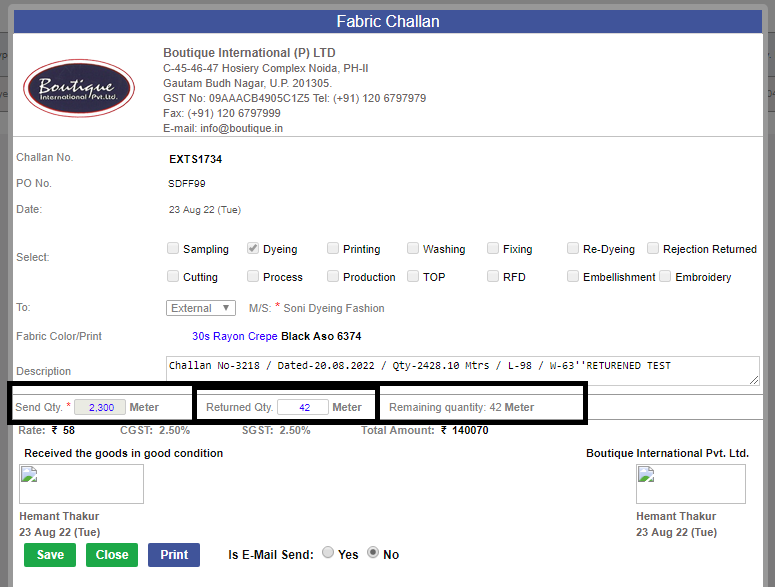 Fabric Challan
Boutique
International Pvt.Ltd.
Boutique International (P) LTD
C-45-46-47 Hosiery Complex Noida, PH-II
Gautam Budh Nagar, U.P. 201305.
GST No: 09AAACB4905C1Z5 Tel: (+91) 120 6797979
Fax: (+91) 120 6797999
E-mail: info@boutique.in
Challan No. EXTS1734
PO No. SDFF99
Date: 23 Aug 22 (Tue)
Select: Sampling Dyeing Printing Washing Fixing Re-Dyeing Rejection Returned
Cutting Process Production TOP RFD Embellishment Embroidery
To: External ▼ M/S: * Soni Dyeing Fashion
Fabric Color/Print 30s Rayon Crepe Black Aso 6374
Description Challan No-3218 / Dated-20.08.2022 / Qty-2428.10 Mtrs / L-98 / W-63''RETURENED TEST
Send Qty. * 2,300 Meter Returned Qty. 42 Meter Remaining quantity: 42 Meter
Rate: ₹ 58 CGST: 2.50% SGST: 2.50% Total Amount: ₹ 140070
Received the goods in good condition Boutique International Pvt. Ltd.
Hemant Thakur Hemant Thakur
23 Aug 22 (Tue) 23 Aug 22 (Tue)
Save Close Print Is E-Mail Send: Yes No